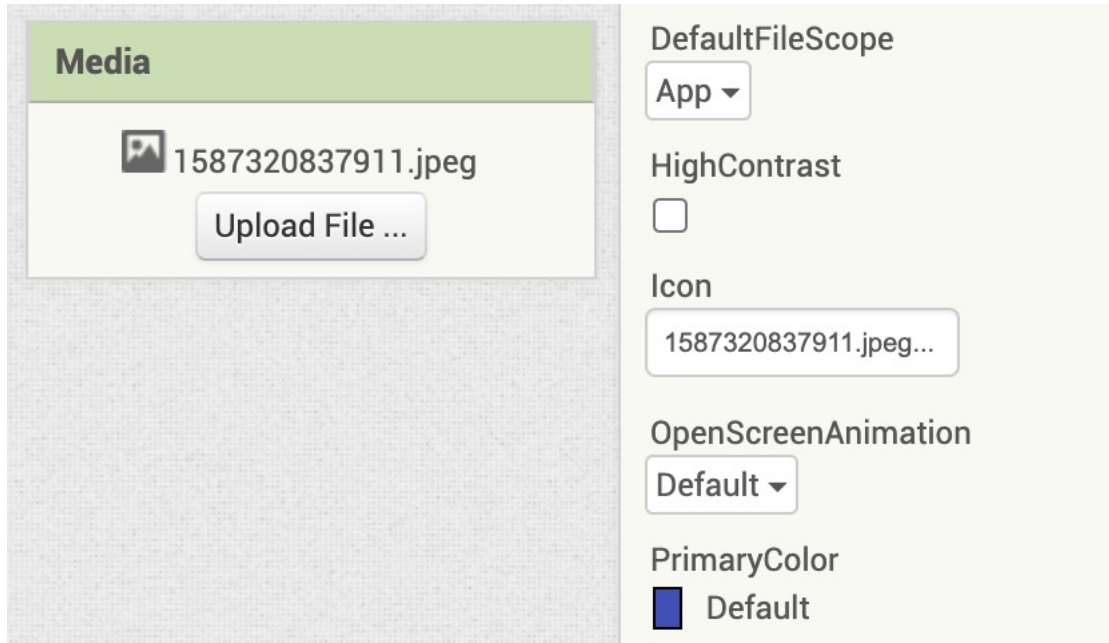 Media
1587320837911.jpeg
Upload File ...
DefaultFileScope
App
HighContrast
Icon
1587320837911.jpeg...
OpenScreenAnimation
Default
PrimaryColor
Default